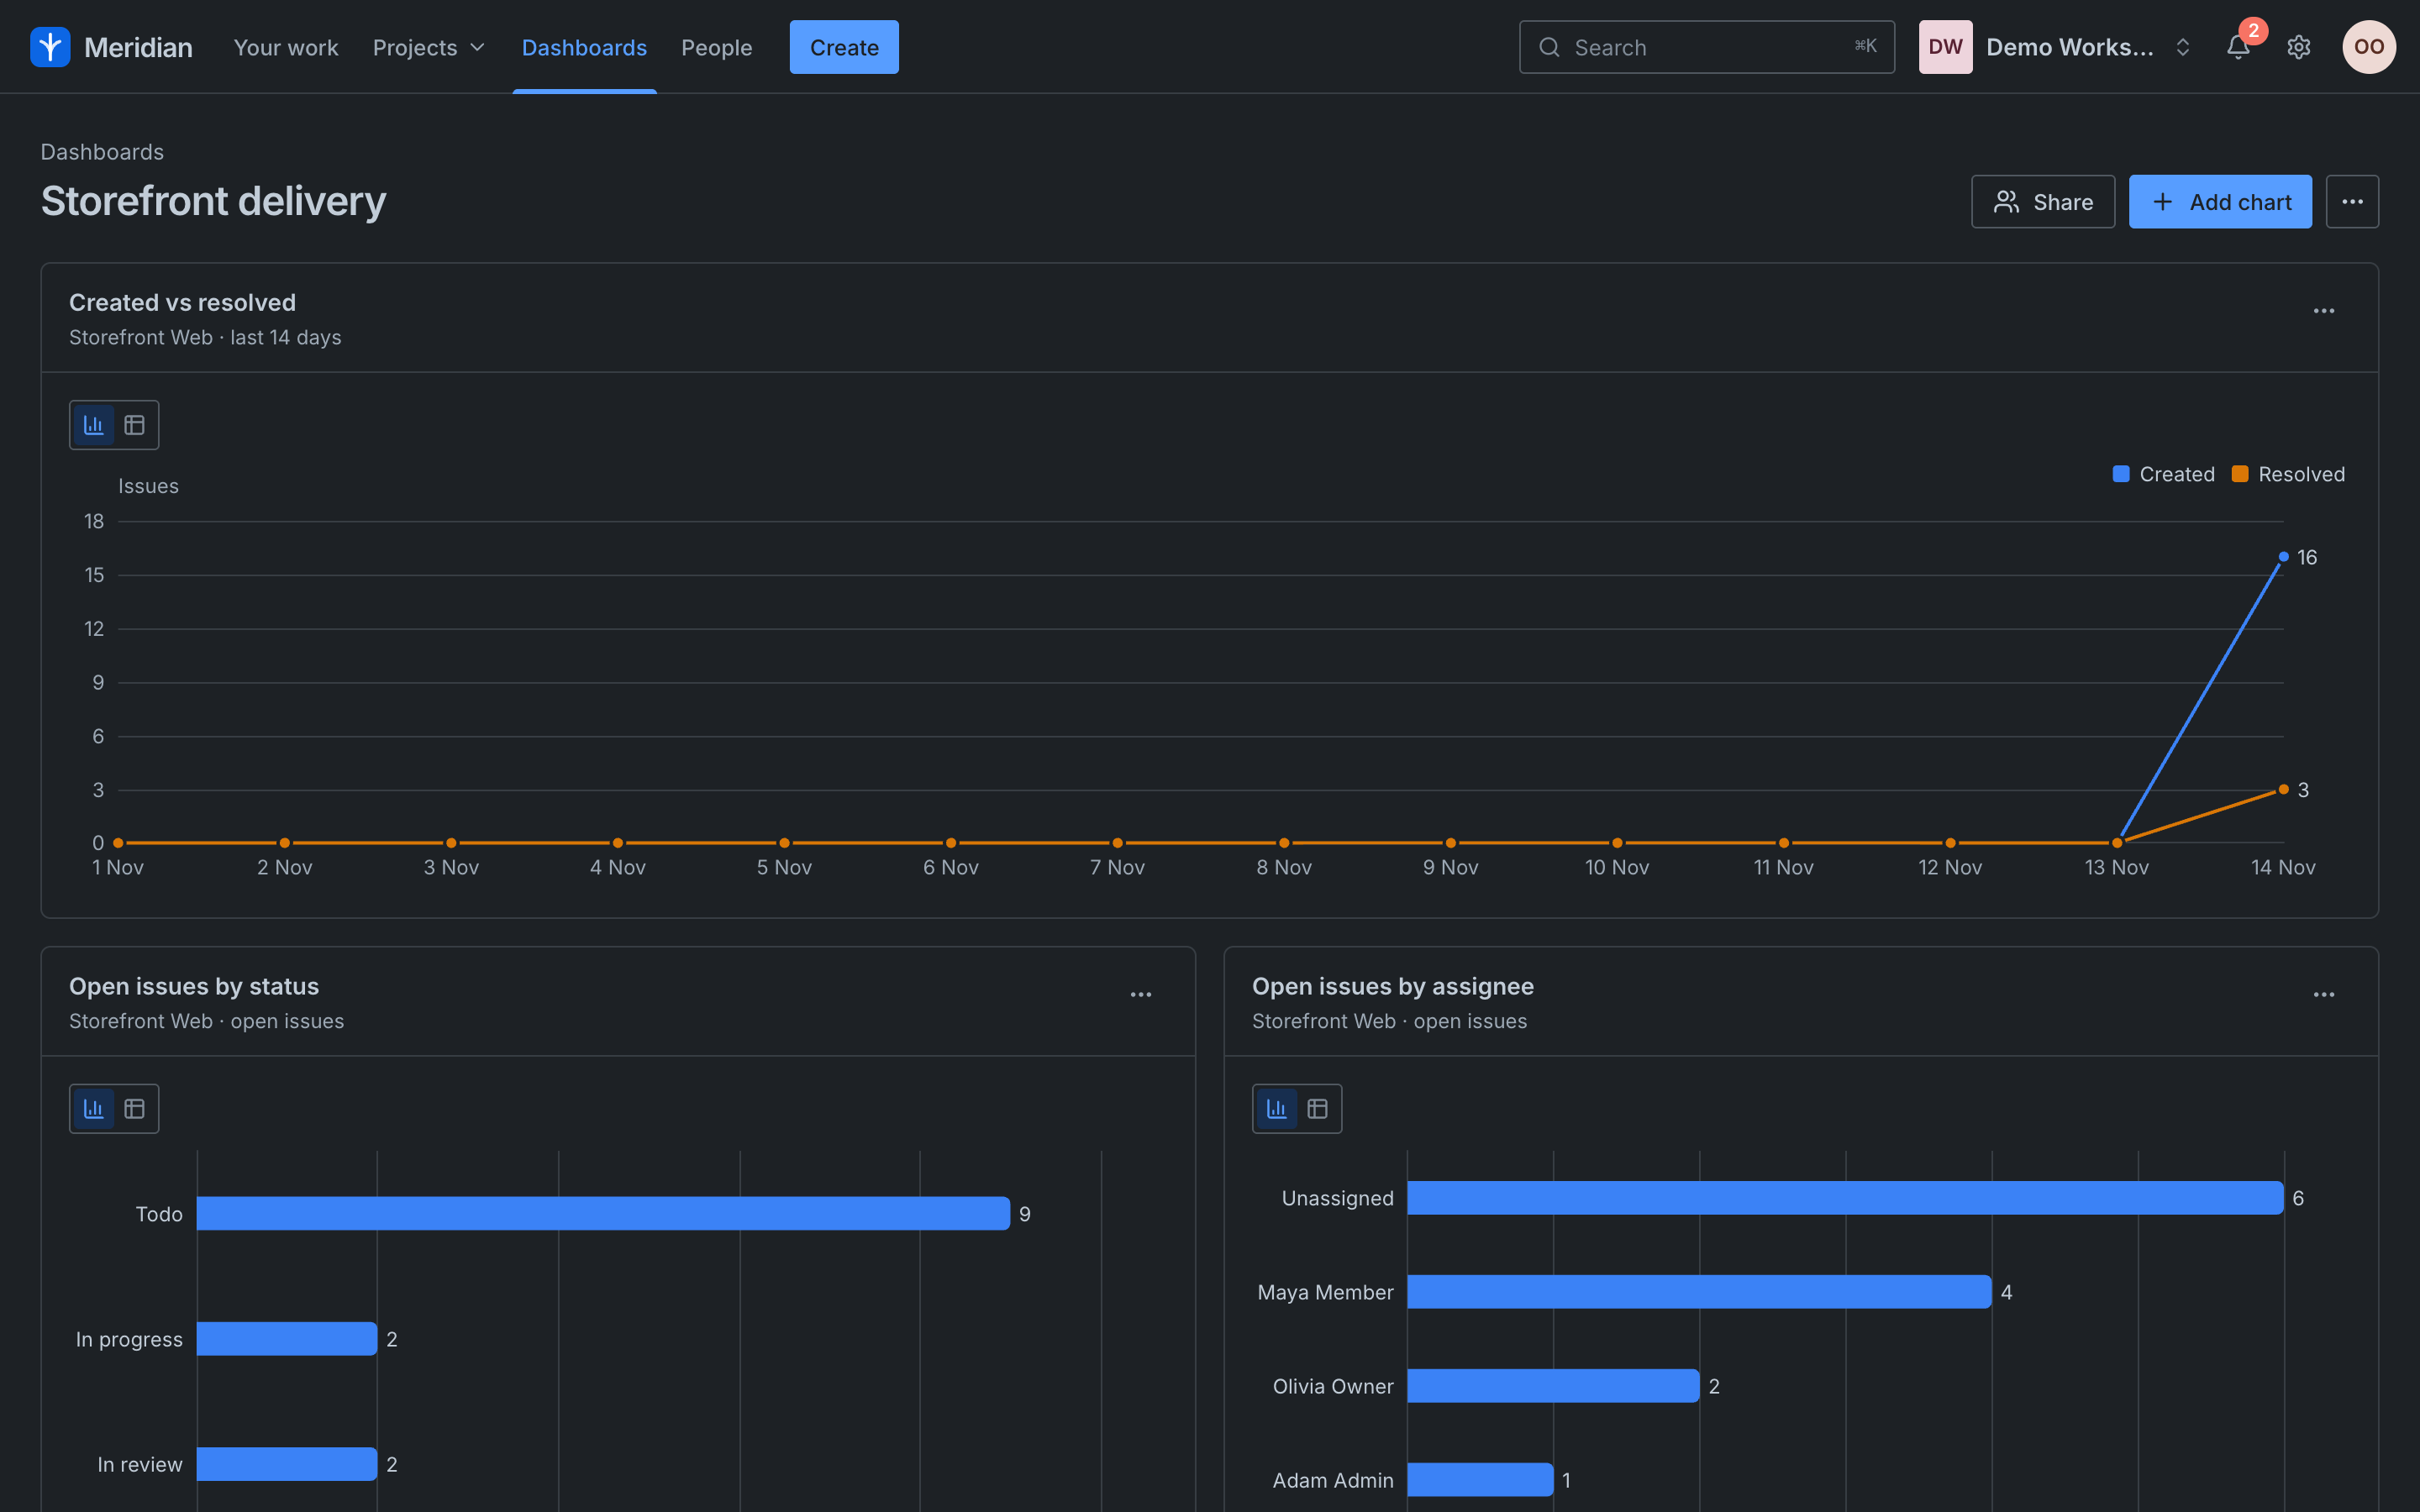 Meridian Your work Projects Dashboards People Create Search ⌘K DW Demo Works... 2 OO
Dashboards
Storefront delivery
Share Add chart
Created vs resolved
Storefront Web · last 14 days
Created Resolved
Issues
18
16
15
12
9
6
3
3
0
1 Nov 2 Nov 3 Nov 4 Nov 5 Nov 6 Nov 7 Nov 8 Nov 9 Nov 10 Nov 11 Nov 12 Nov 13 Nov 14 Nov
Open issues by status
Storefront Web · open issues
Todo 9
In progress 2
In review 2
Open issues by assignee
Storefront Web · open issues
Unassigned 6
Maya Member 4
Olivia Owner 2
Adam Admin 1